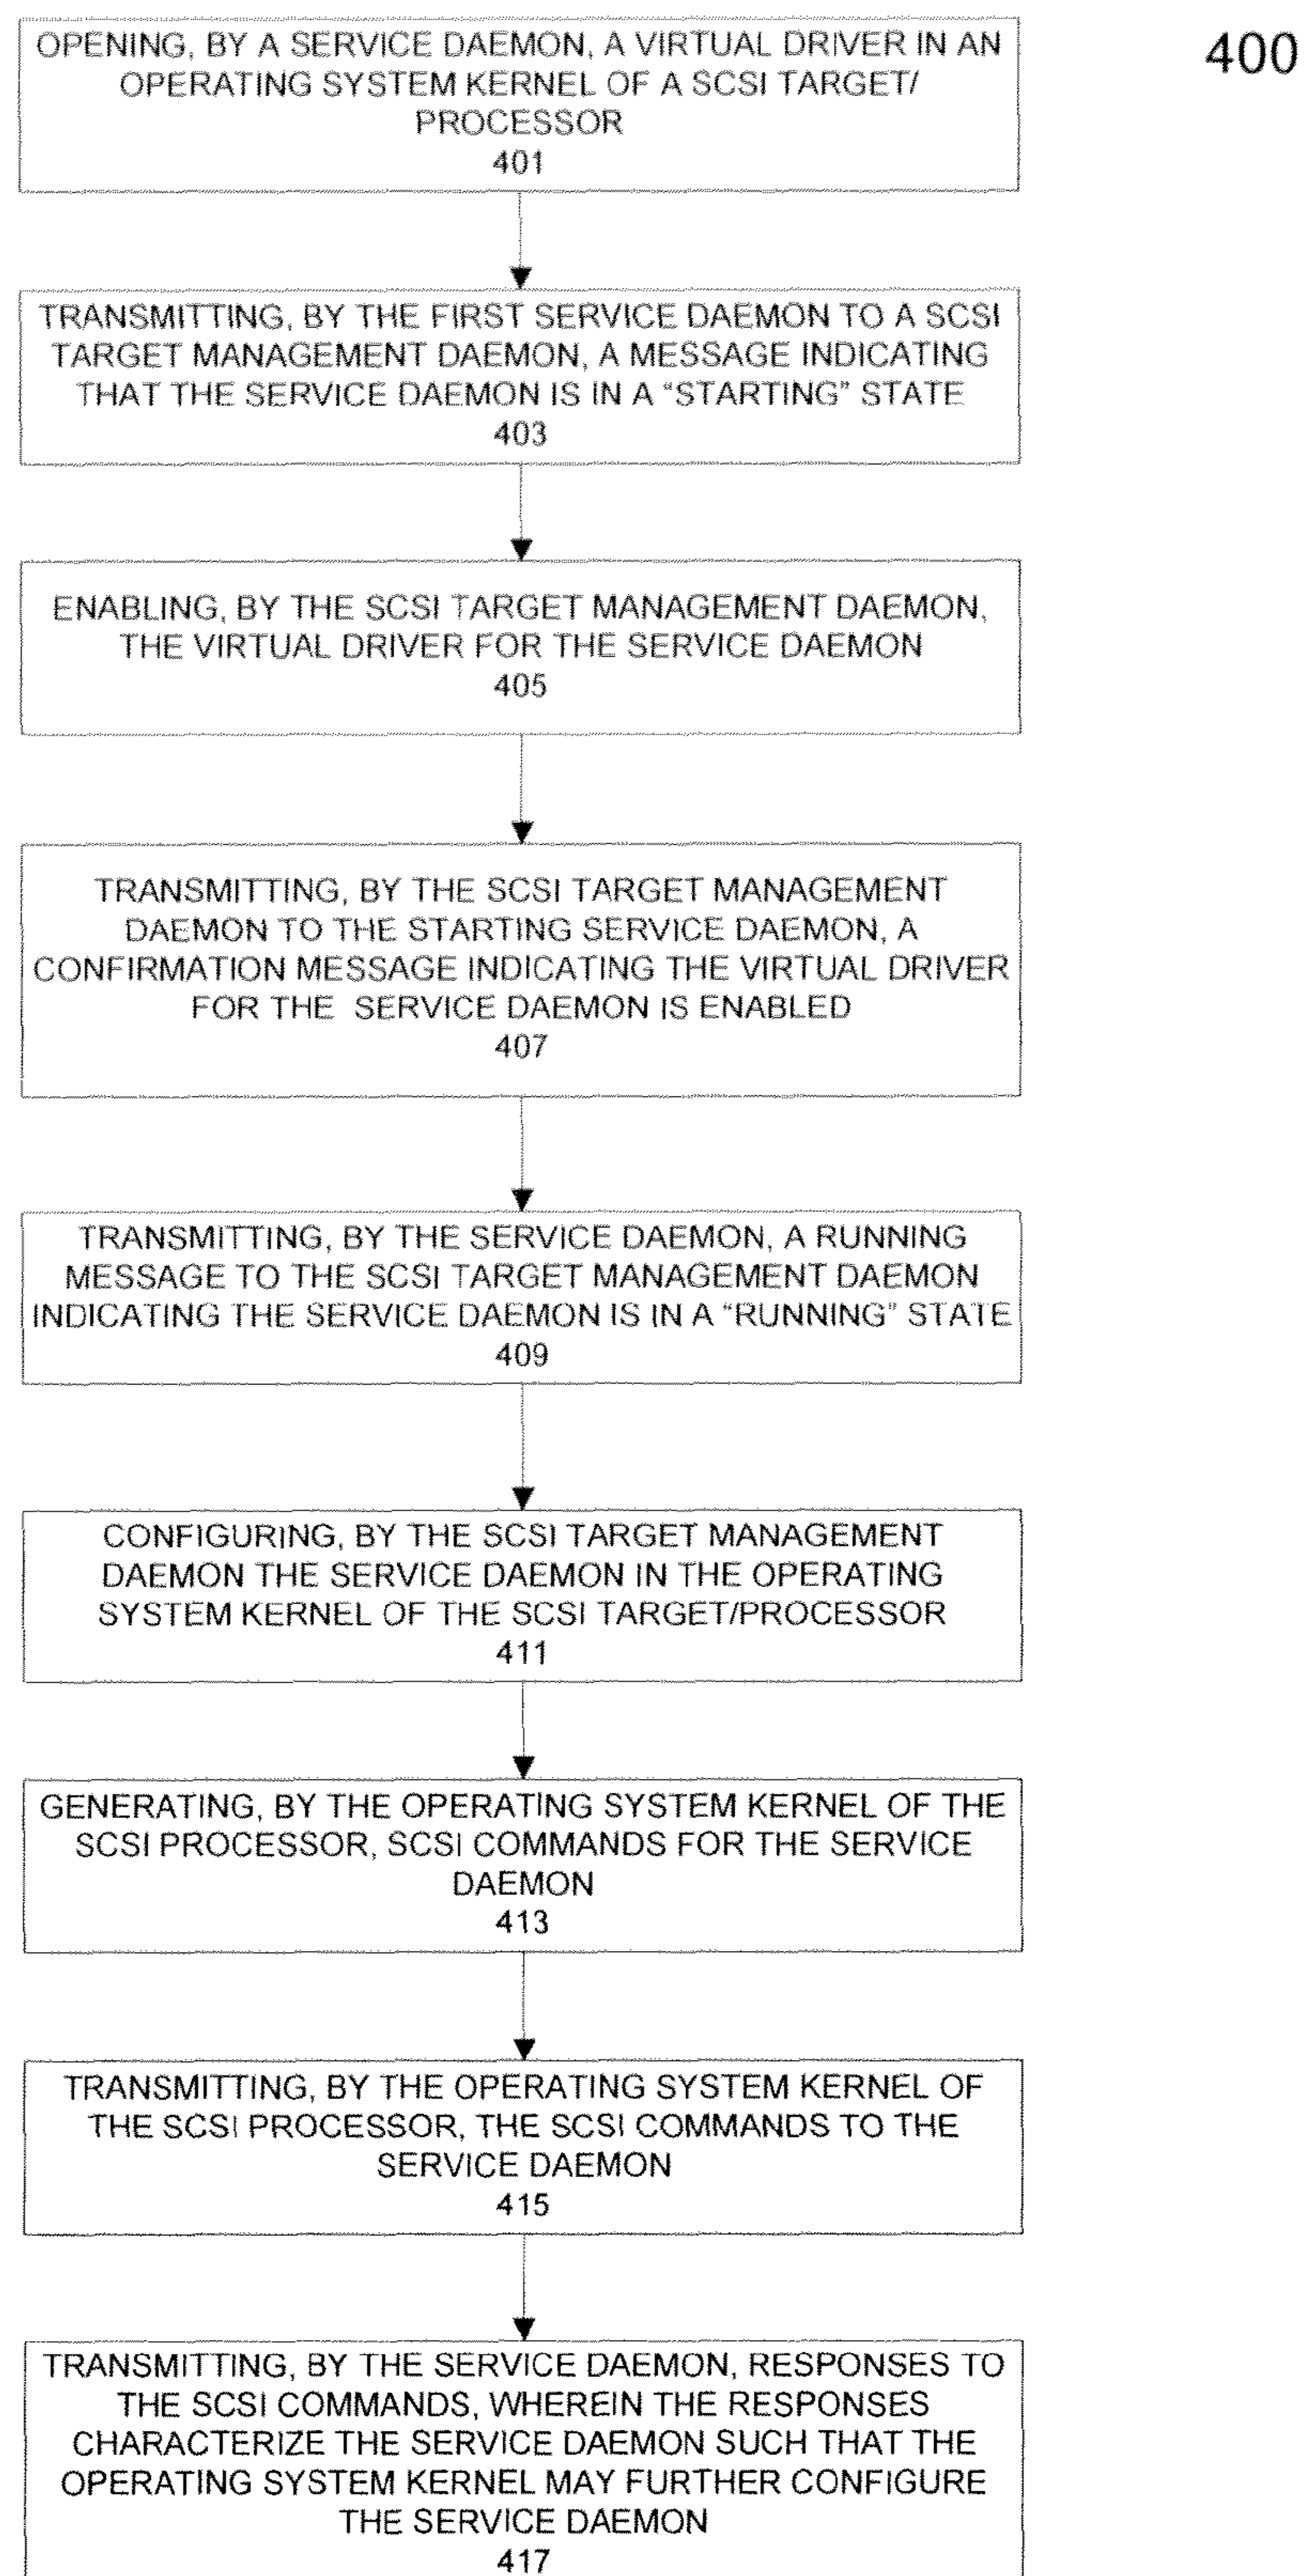 400
OPENING, BY A SERVICE DAEMON, A VIRTUAL DRIVER IN AN
OPERATING SYSTEM KERNEL OF A SCSI TARGET/
PROCESSOR
401
TRANSMITTING, BY THE FIRST SERVICE DAEMON TO A SCSI
TARGET MANAGEMENT DAEMON, A MESSAGE INDICATING
THAT THE SERVICE DAEMON IS IN A “STARTING” STATE
403
ENABLING, BY THE SCSI TARGET MANAGEMENT DAEMON,
THE VIRTUAL DRIVER FOR THE SERVICE DAEMON
405
TRANSMITTING, BY THE SCSI TARGET MANAGEMENT
DAEMON TO THE STARTING SERVICE DAEMON, A
CONFIRMATION MESSAGE INDICATING THE VIRTUAL DRIVER
FOR THE SERVICE DAEMON IS ENABLED
407
TRANSMITTING, BY THE SERVICE DAEMON, A RUNNING
MESSAGE TO THE SCSI TARGET MANAGEMENT DAEMON
INDICATING THE SERVICE DAEMON IS IN A “RUNNING” STATE
409
CONFIGURING, BY THE SCSI TARGET MANAGEMENT
DAEMON THE SERVICE DAEMON IN THE OPERATING
SYSTEM KERNEL OF THE SCSI TARGET/PROCESSOR
411
GENERATING, BY THE OPERATING SYSTEM KERNEL OF THE
SCSI PROCESSOR, SCSI COMMANDS FOR THE SERVICE
DAEMON
413
TRANSMITTING, BY THE OPERATING SYSTEM KERNEL OF
THE SCSI PROCESSOR, THE SCSI COMMANDS TO THE
SERVICE DAEMON
415
TRANSMITTING, BY THE SERVICE DAEMON, RESPONSES TO
THE SCSI COMMANDS, WHEREIN THE RESPONSES
CHARACTERIZE THE SERVICE DAEMON SUCH THAT THE
OPERATING SYSTEM KERNEL MAY FURTHER CONFIGURE
THE SERVICE DAEMON
417